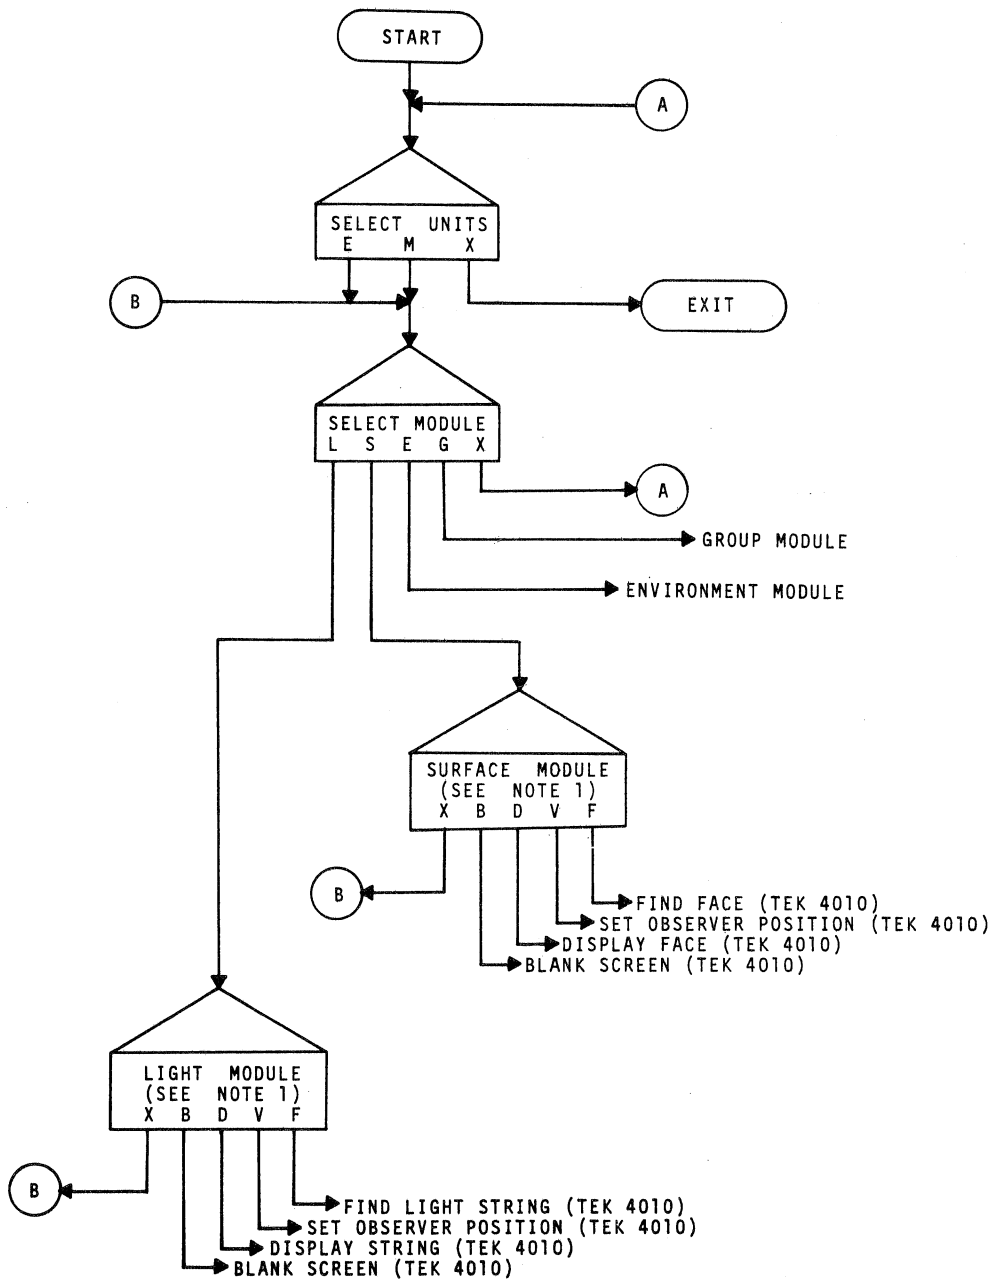 START
A
SELECT UNITS
E M X
B
EXIT
SELECT MODULE
L S E G X
A
GROUP MODULE
ENVIRONMENT MODULE
SURFACE MODULE
(SEE NOTE 1)
X B D V F
B
FIND FACE (TEK 4010)
SET OBSERVER POSITION (TEK 4010)
DISPLAY FACE (TEK 4010)
BLANK SCREEN (TEK 4010)
LIGHT MODULE
(SEE NOTE 1)
X B D V F
B
FIND LIGHT STRING (TEK 4010)
SET OBSERVER POSITION (TEK 4010)
DISPLAY STRING (TEK 4010)
BLANK SCREEN (TEK 4010)